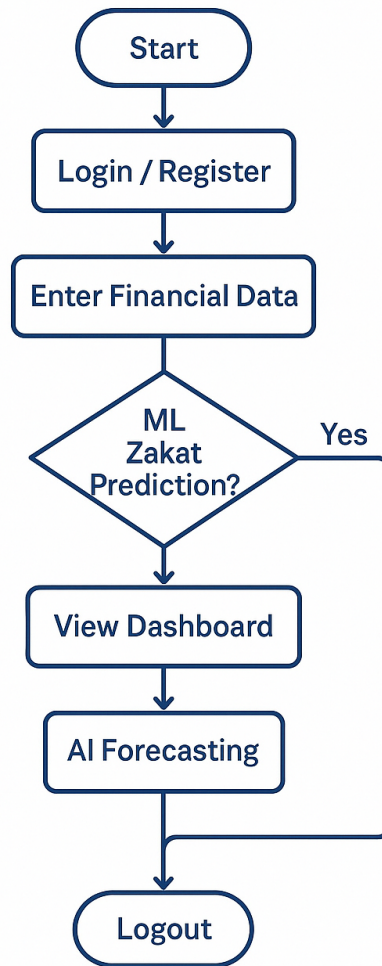 Start
Login / Register
Enter Financial Data
ML
Zakat
Prediction?
Yes
View Dashboard
AI Forecasting
Logout